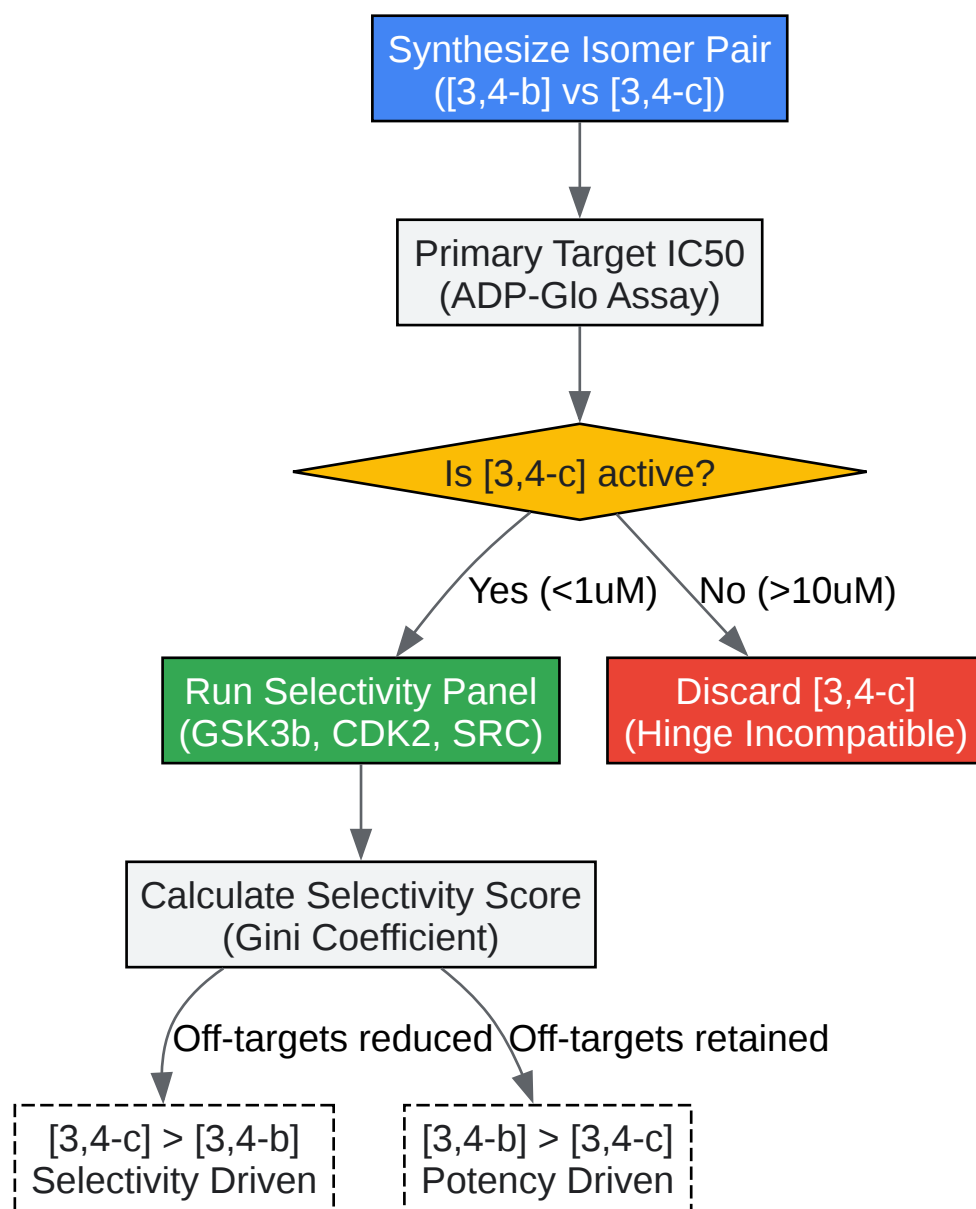 Synthesize Isomer Pair
([3,4-b] vs [3,4-c])
Primary Target IC50
(ADP-Glo Assay)
Is [3,4-c] active?
Yes (<1uM)
No (>10uM)
Run Selectivity Panel
(GSK3b, CDK2, SRC)
Discard [3,4-c]
(Hinge Incompatible)
Calculate Selectivity Score
(Gini Coefficient)
Off-targets reduced
Off-targets retained
[3,4-c] > [3,4-b]
Selectivity Driven
[3,4-b] > [3,4-c]
Potency Driven